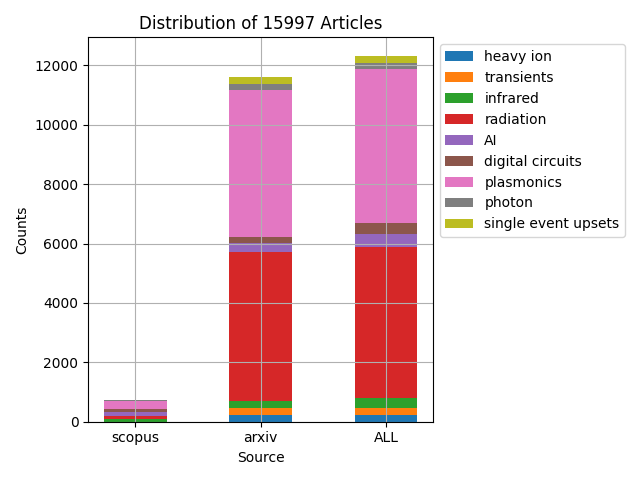 Distribution of 15997 Articles
12000
10000
8000
6000
4000
2000
0
Counts
scopus
arxiv
ALL
Source
heavy ion
transients
infrared
radiation
AI
digital circuits
plasmonics
photon
single event upsets